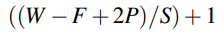 ((W − F + 2P)/S) + 1